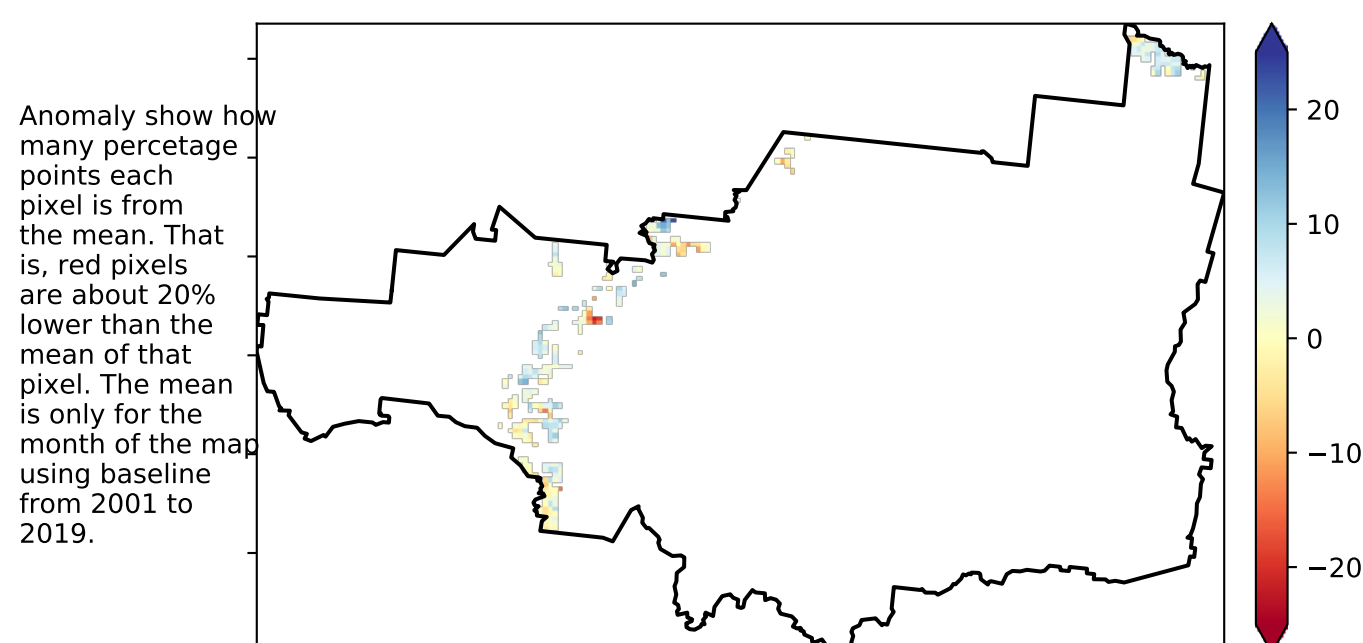 Anomaly show how
many percetage
points each
pixel is from
the mean. That
is, red pixels
are about 20%
lower than the
mean of that
pixel. The mean
is only for the
month of the map
using baseline
from 2001 to
2019.
20
10
0
−10
−20